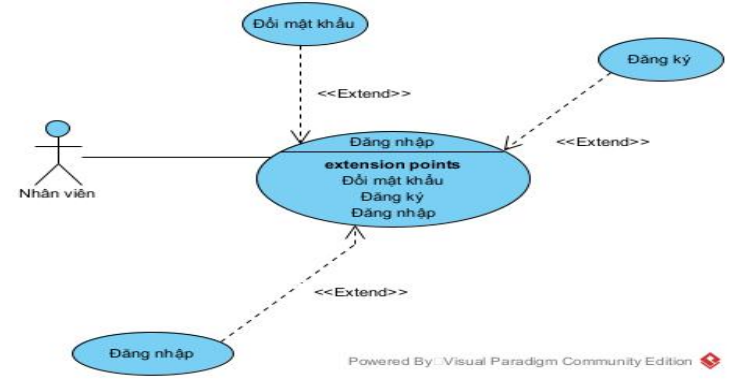 Đổi mật khẩu
Đăng ký
<<Extend>>
<<Extend>>
Đăng nhập
extension points
Đổi mật khẩu
Đăng ký
Đăng nhập
Nhân viên
<<Extend>>
Đăng nhập
Powered By Visual Paradigm Community Edition